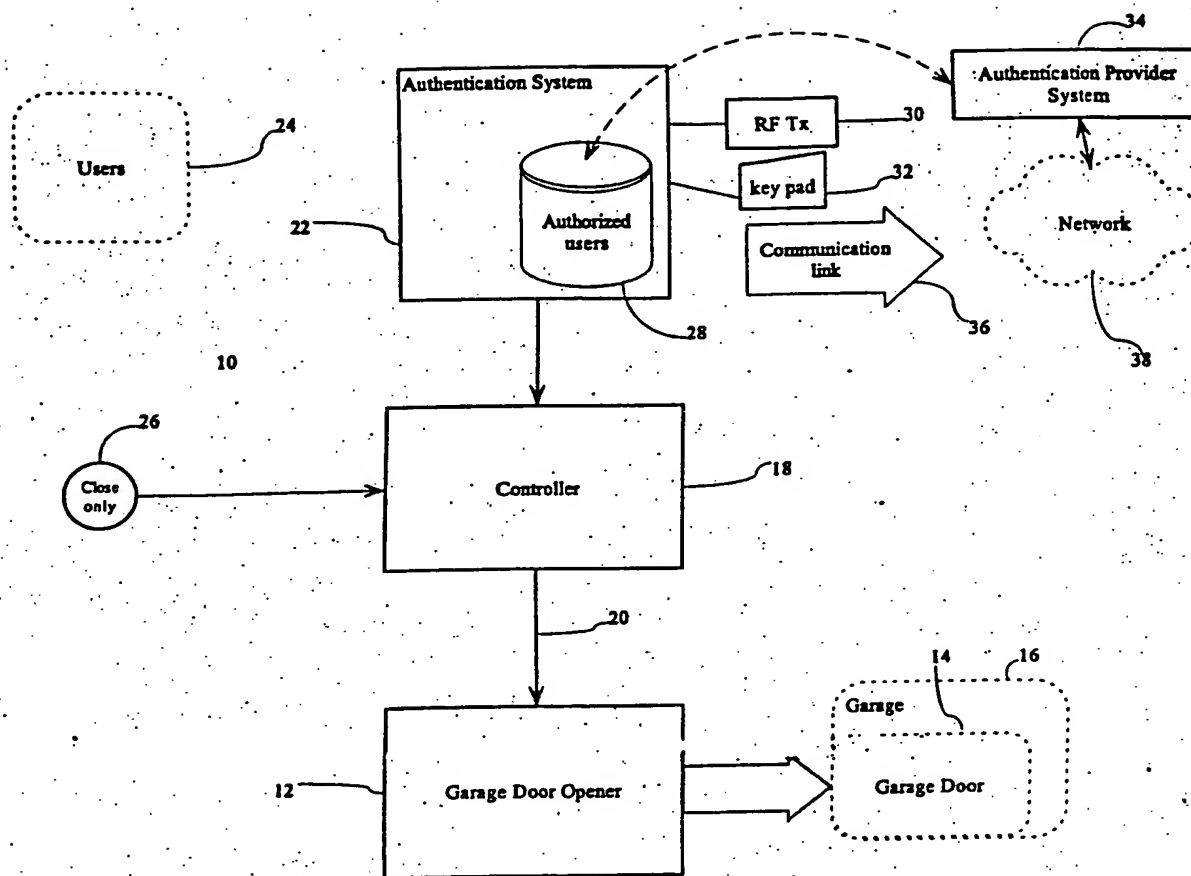 34
Authentication System
Authentication Provider
System
RF Tx
30
24
Users
key pad
32
22
Authorized
users
Communication
link
Network
28
36
38
10
26
Close
only
Controller
18
20
14
16
Garage
12
Garage Door Opener
Garage Door